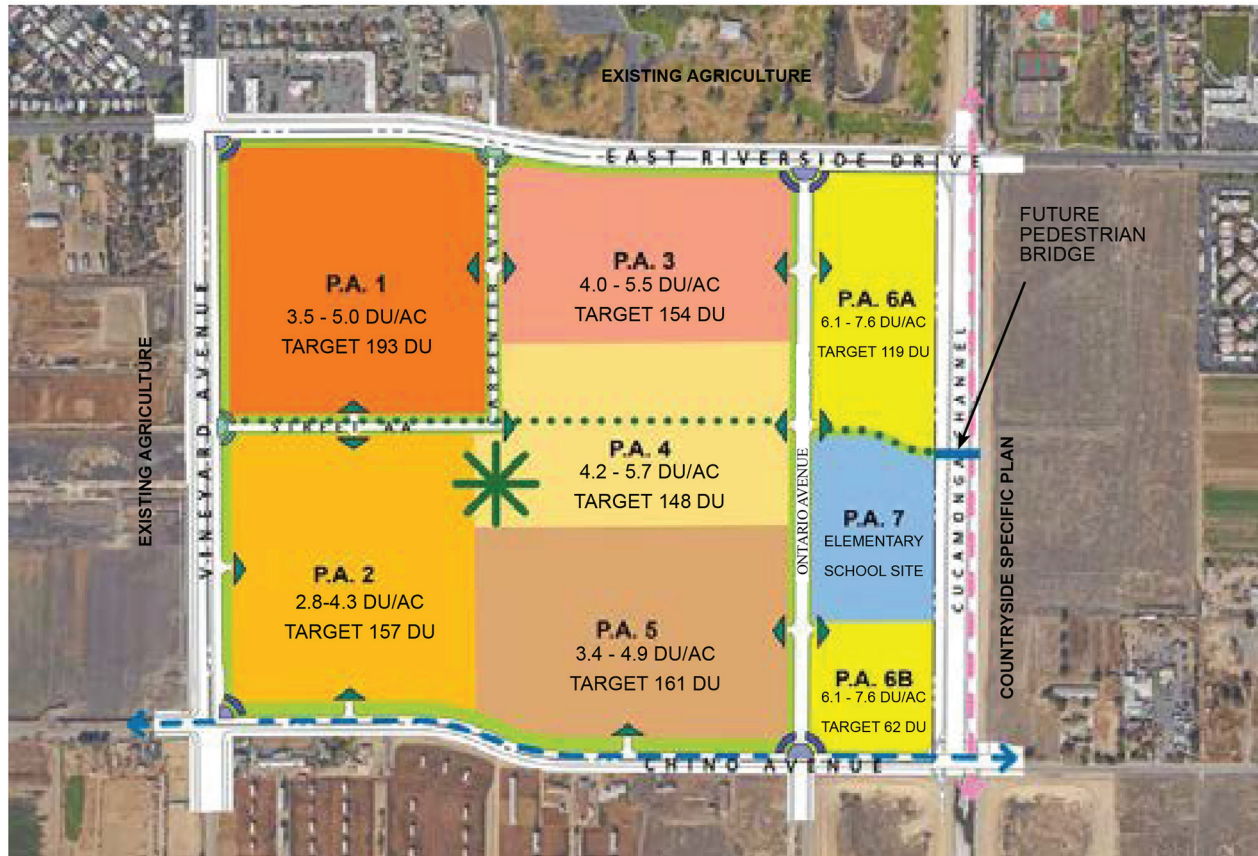 EXISTING AGRICULTURE
EAST RIVERSIDE DRIVE
FUTURE
PEDESTRIAN
BRIDGE
P.A. 1
3.5 - 5.0 DU/AC
TARGET 193 DU
CARPENTER AVENUE
P.A. 3
4.0 - 5.5 DU/AC
TARGET 154 DU
P.A. 6A
6.1 - 7.6 DU/AC
TARGET 119 DU
VINEYARD AVENUE
EXISTING AGRICULTURE
STREET AA
P.A. 4
4.2 - 5.7 DU/AC
TARGET 148 DU
ONTARIO AVENUE
P.A. 7
ELEMENTARY
SCHOOL SITE
CUCAMONGA CHANNEL
COUNTRYSIDE SPECIFIC PLAN
P.A. 2
2.8-4.3 DU/AC
TARGET 157 DU
P.A. 5
3.4 - 4.9 DU/AC
TARGET 161 DU
P.A. 6B
6.1 - 7.6 DU/AC
TARGET 62 DU
CHINO AVENUE